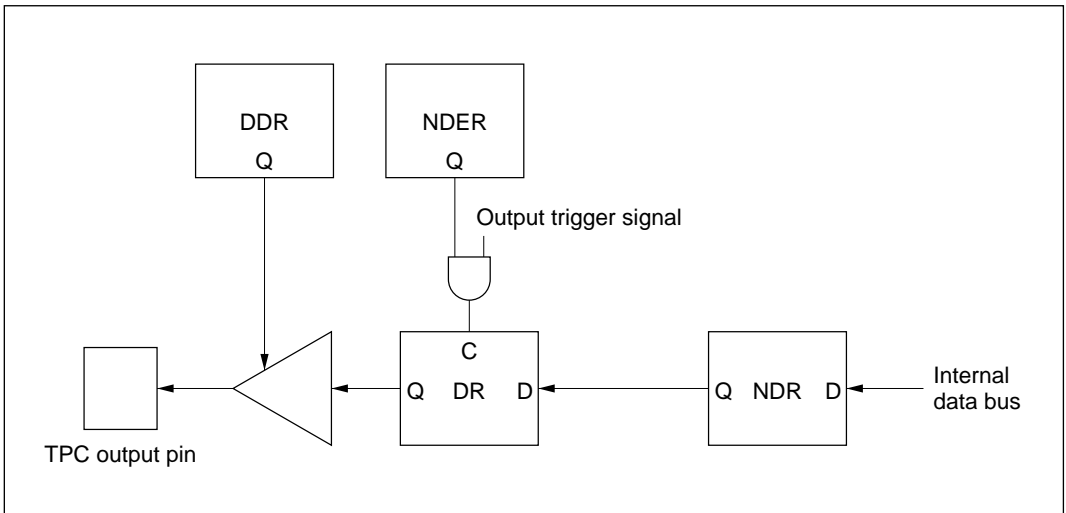 DDR
Q
NDER
Q
Output trigger signal
C
Q DR D
Q NDR D
Internal
data bus
TPC output pin